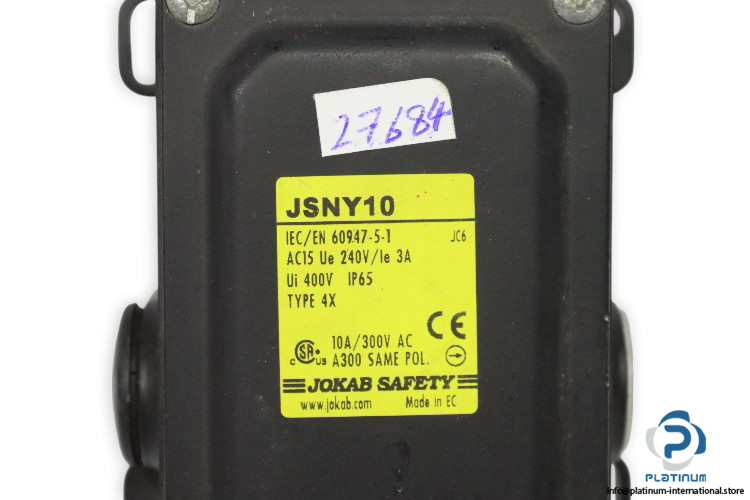 27684
JSNY10
IEC/EN 60947-5-1 JC6
AC15 Ue 240V/Ie 3A
Ui 400V IP65
TYPE 4X
CE
10A/300V AC
c SA US A300 SAME POL.
JOKAB SAFETY
www.jokab.com Made in EC
PLATINUM
info@platinum-international.store